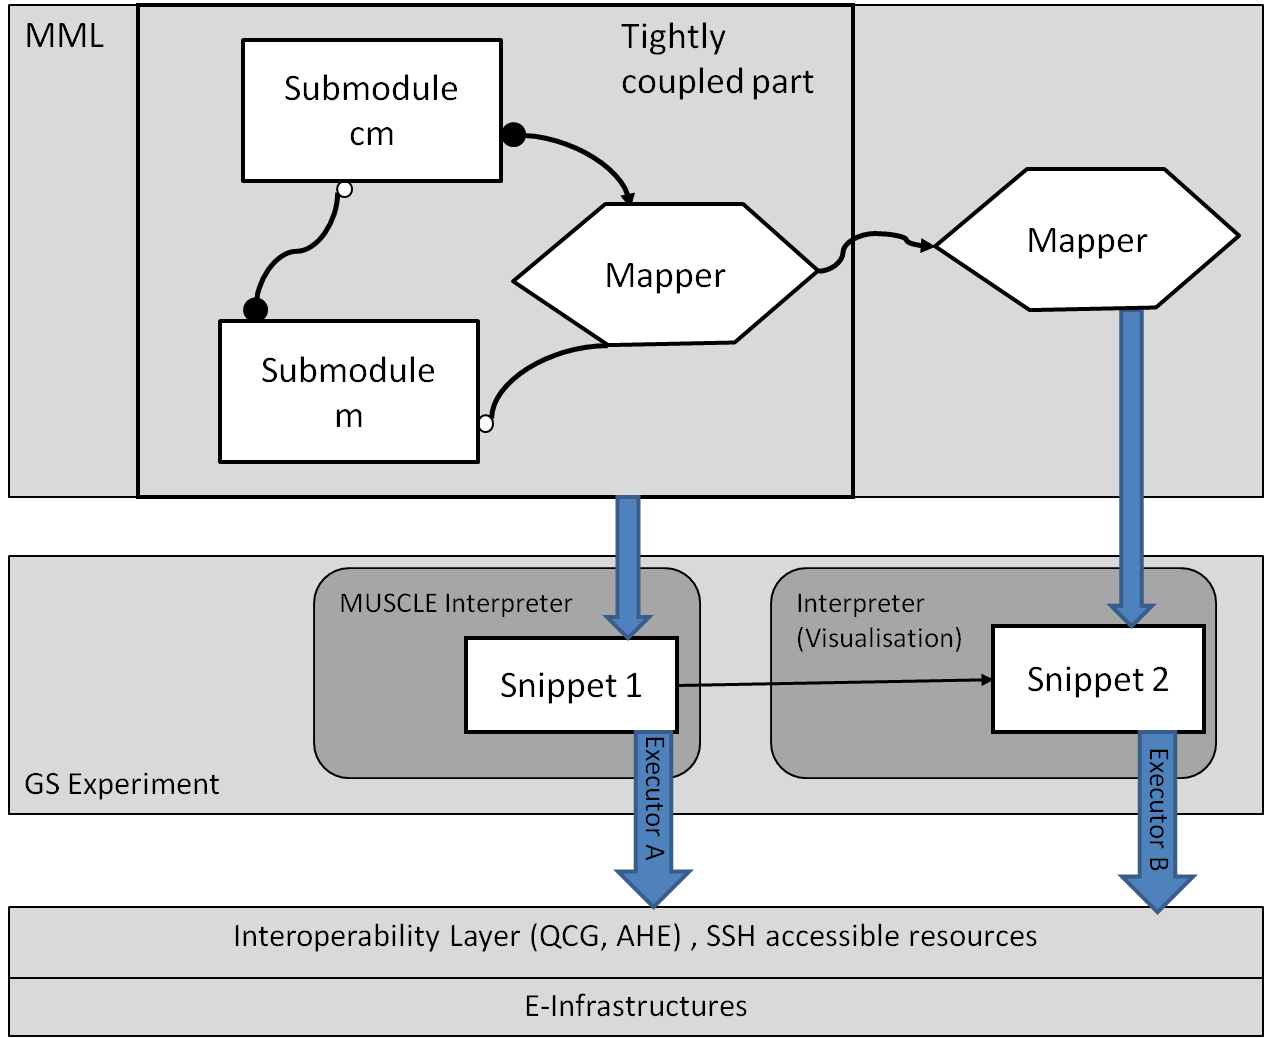 MML
Tightly
coupled part
Submodule
cm
Mapper
Mapper
Submodule
m
MUSCLE Interpreter
Interpreter
(Visualisation)
Snippet 1
Snippet 2
Executor A
Executor B
GS Experiment
Interoperability Layer (QCG, AHE) , SSH accessible resources
E-Infrastructures